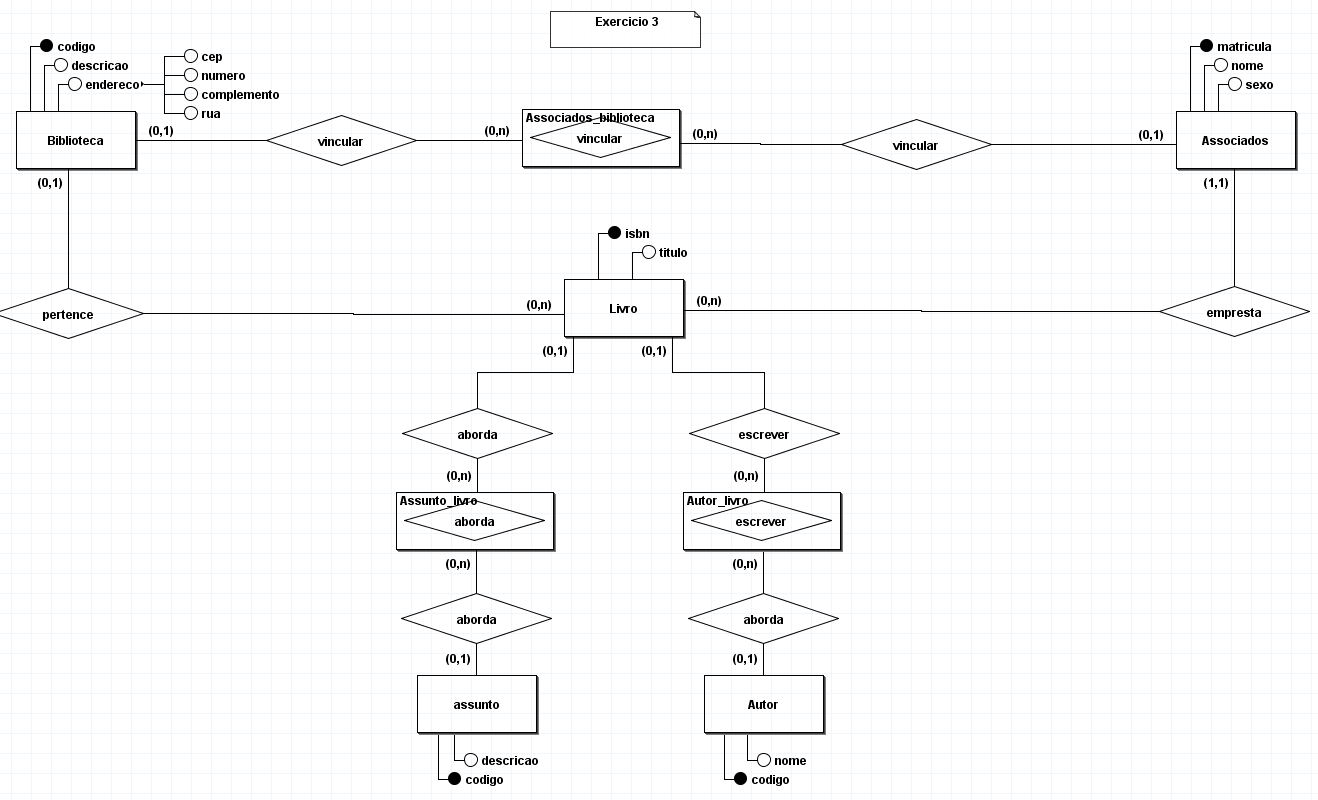 Exercicio 3
codigo
descricao
endereco
cep
numero
complemento
rua
matricula
nome
sexo
Biblioteca
(0,1)
vincular
(0,n)
Associados_biblioteca
vincular
(0,n)
vincular
(0,1)
Associados
(0,1)
(1,1)
isbn
titulo
pertence
(0,n)
Livro
(0,n)
empresta
(0,1)
(0,1)
aborda
escrever
(0,n)
(0,n)
Assunto_livro
aborda
Autor_livro
escrever
(0,n)
(0,n)
aborda
aborda
(0,1)
(0,1)
assunto
Autor
descricao
codigo
nome
codigo